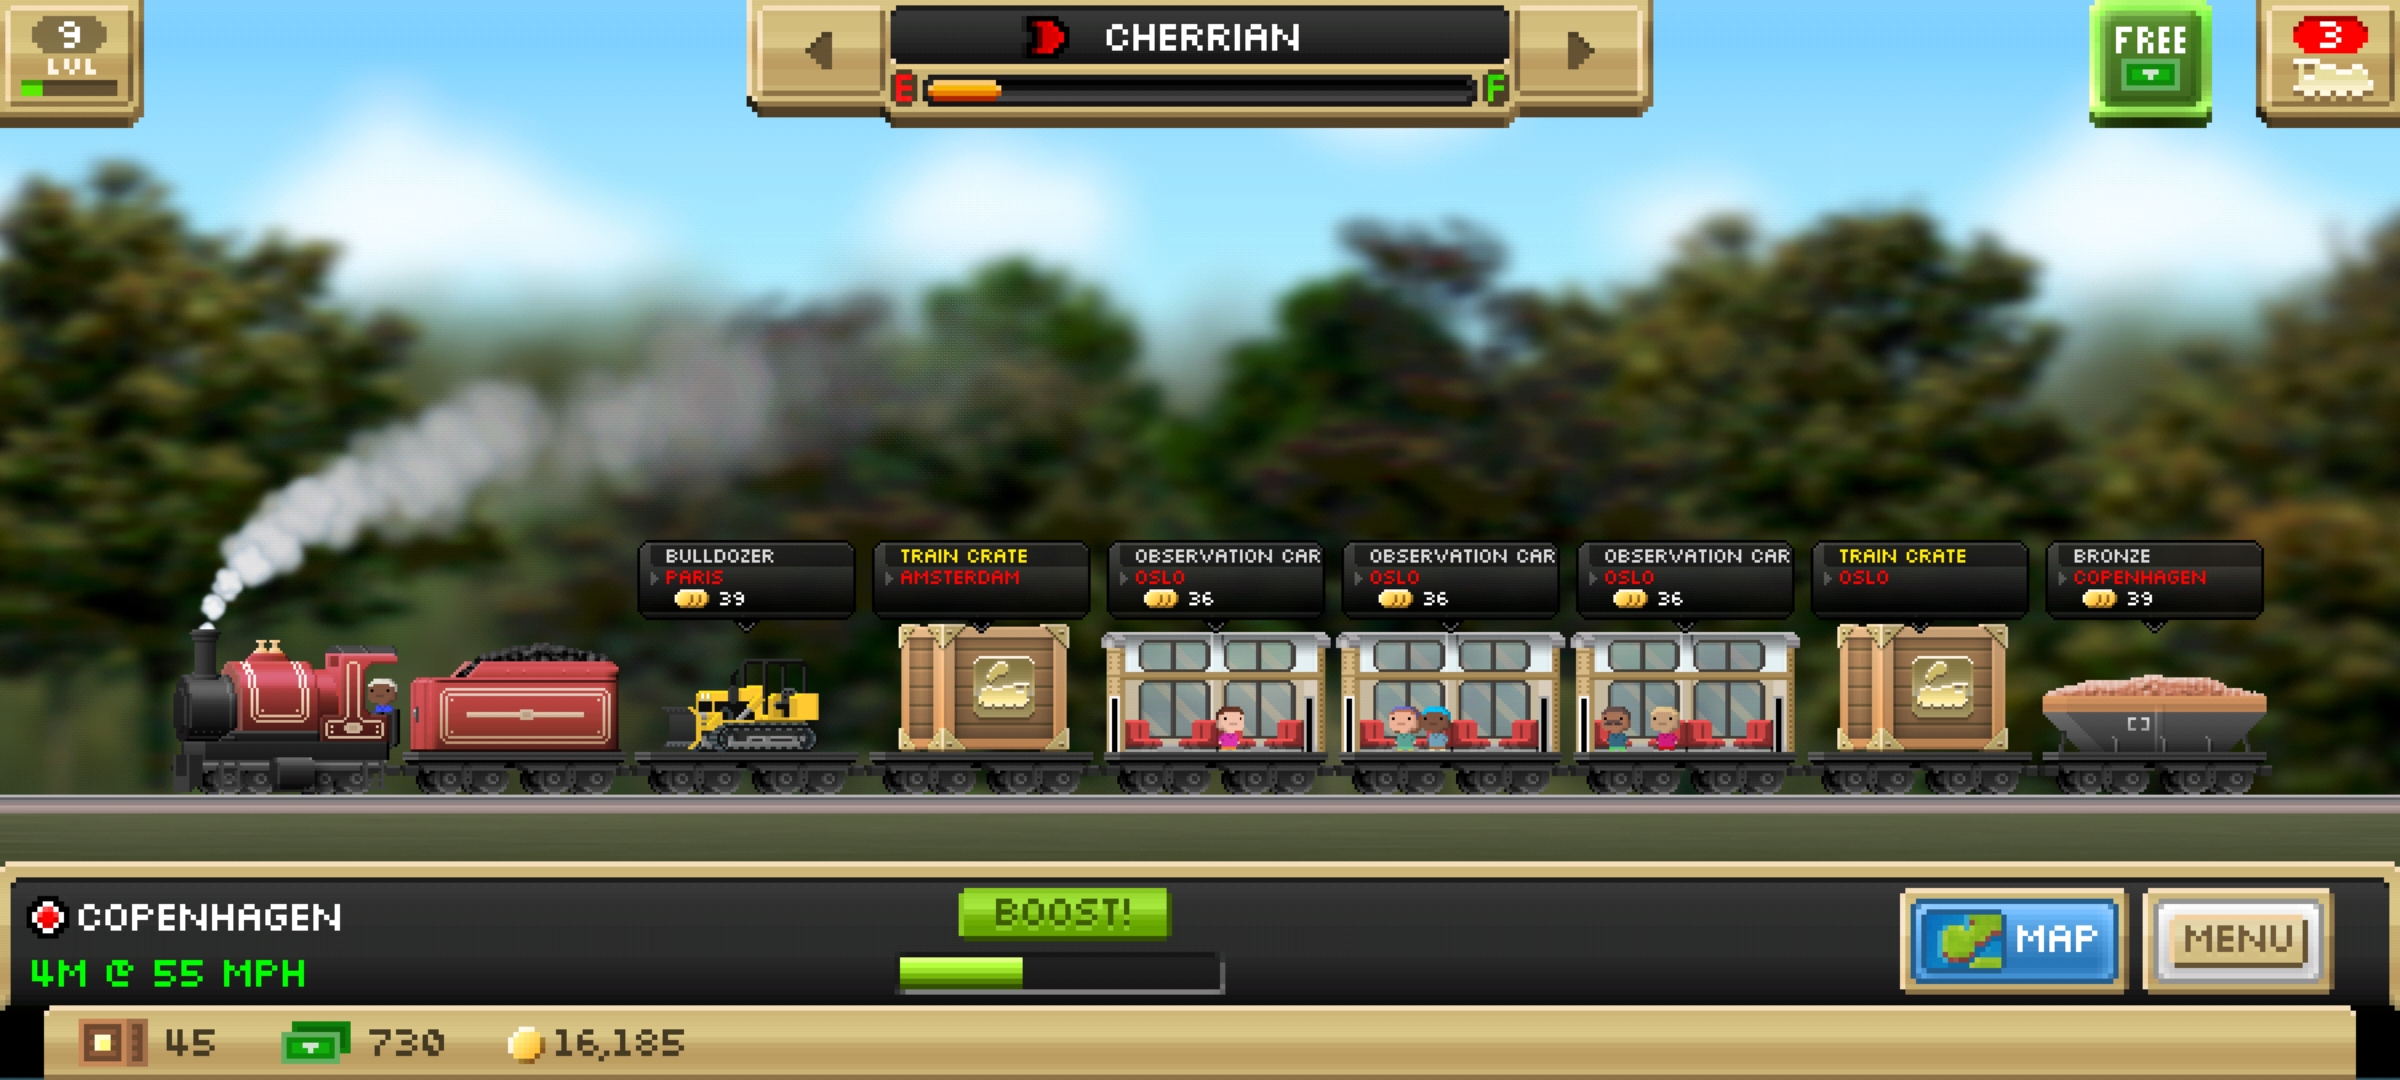 9
LVL
CHERRIAN
E
F
FREE
3
BULLDOZER
PARIS
39
TRAIN CRATE
AMSTERDAM
OBSERVATION CAR
OSLO
36
OBSERVATION CAR
OSLO
36
OBSERVATION CAR
OSLO
36
TRAIN CRATE
OSLO
BRONZE
COPENHAGEN
39
COPENHAGEN
4M @ 55 MPH
BOOST!
MAP
MENU
45
730
16,185